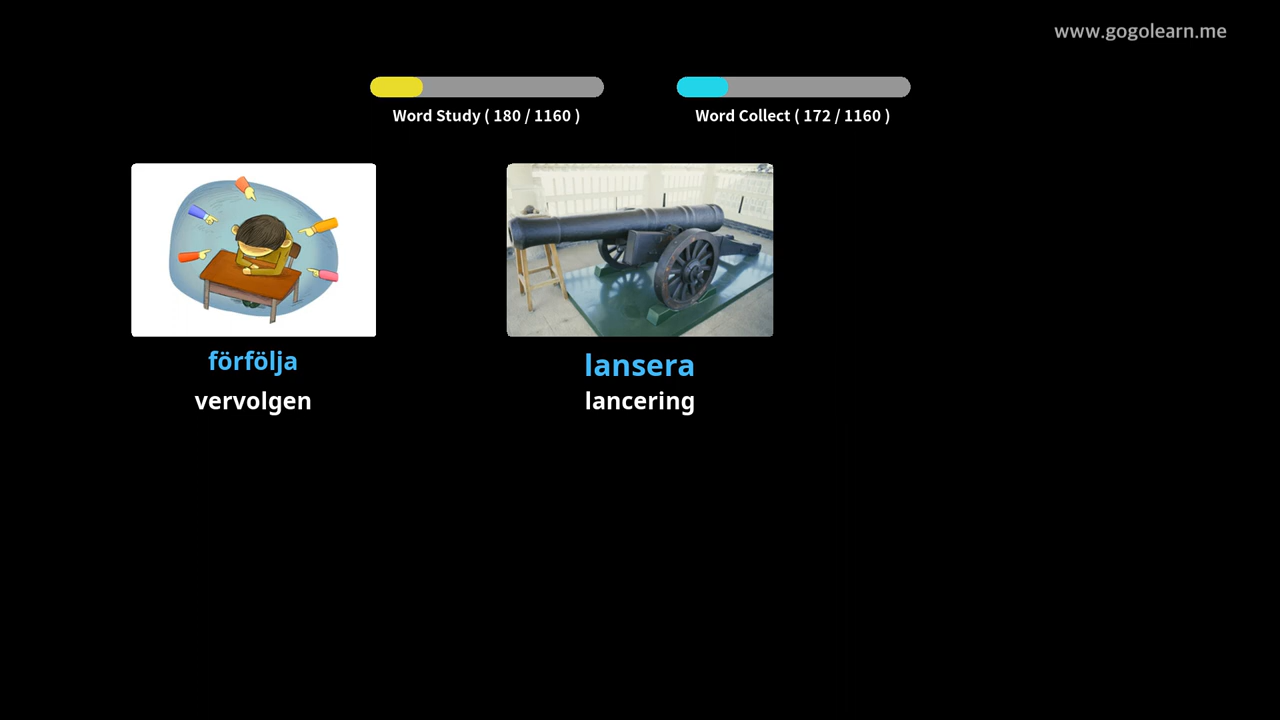 www.gogolearn.me
Word Study ( 180 / 1160 )
Word Collect ( 172 / 1160 )
förfölja
vervolgen
lansera
lancering